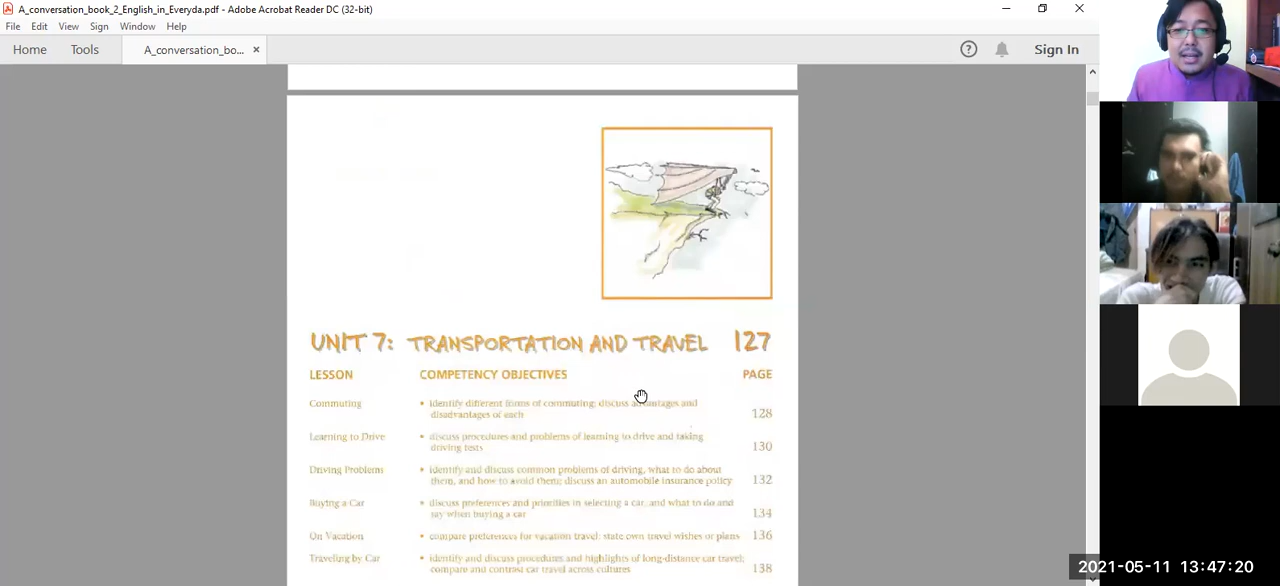 A_conversation_book_2_English_in_Everyda.pdf - Adobe Acrobat Reader DC (32-bit)
File Edit View Sign Window Help
Home Tools A_conversation_bo... × Sign In
UNIT 7: TRANSPORTATION AND TRAVEL 127
LESSON COMPETENCY OBJECTIVES PAGE
Commuting • identify different forms of commuting; discuss advantages and
disadvantages of each 128
Learning to Drive • discuss procedures and problems of learning to drive and taking
driving tests 130
Driving Problems • identify and discuss common problems of driving, what to do about
them, and how to avoid them; discuss an automobile insurance policy 132
Buying a Car • discuss preferences and priorities in selecting a car, and what to do and
say when buying a car 134
On Vacation • compare preferences for vacation travel; state own travel wishes or plans 136
Traveling by Car • identify and discuss procedures and highlights of long-distance car travel;
compare and contrast car travel across cultures 138
2021-05-11 13:47:20